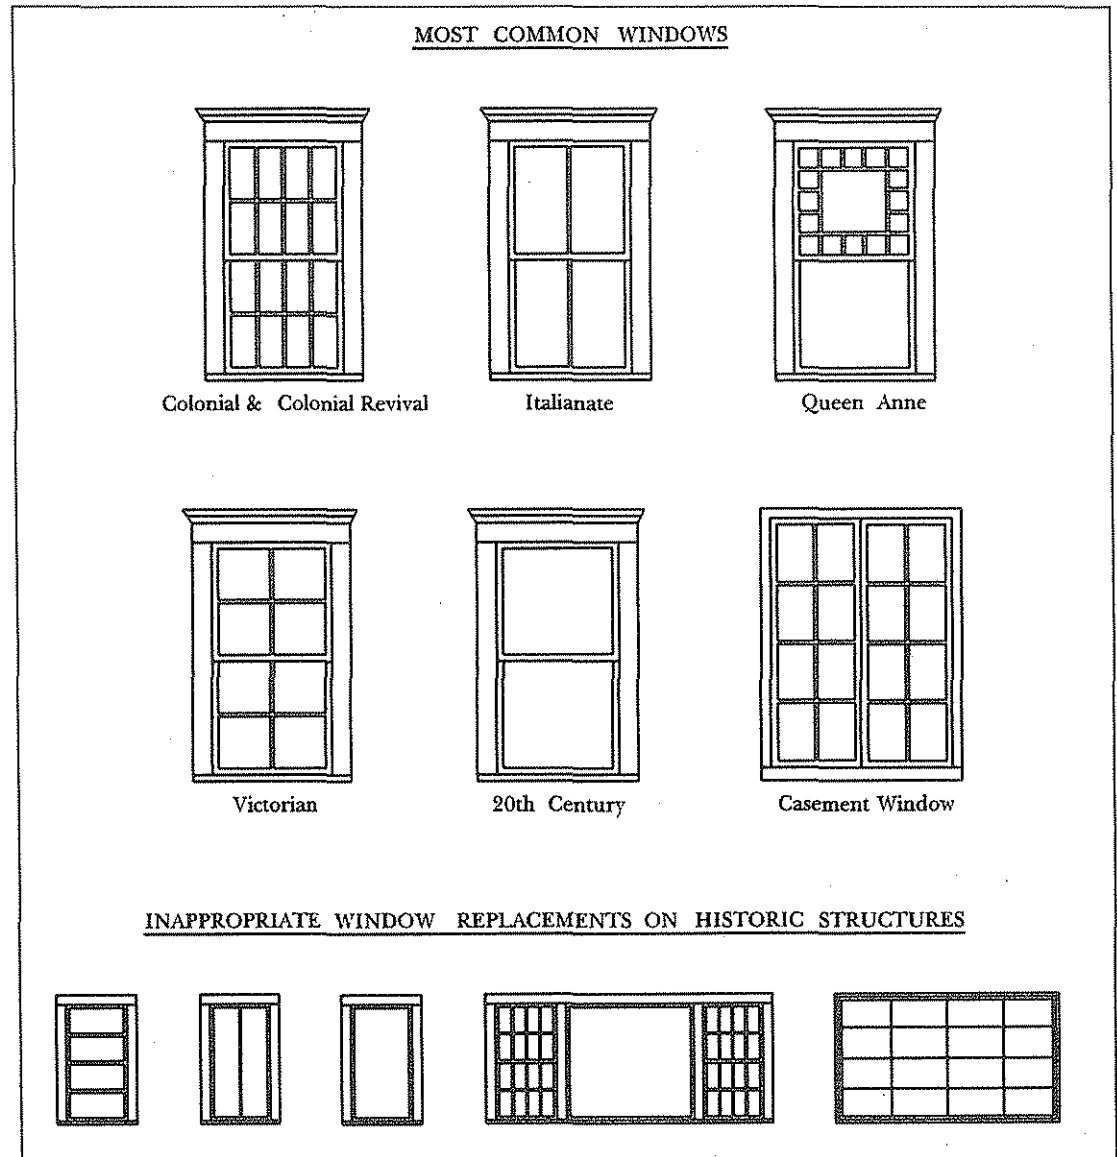 MOST COMMON WINDOWS
Colonial & Colonial Revival
Italianate
Queen Anne
Victorian
20th Century
Casement Window
INAPPROPRIATE WINDOW REPLACEMENTS ON HISTORIC STRUCTURES